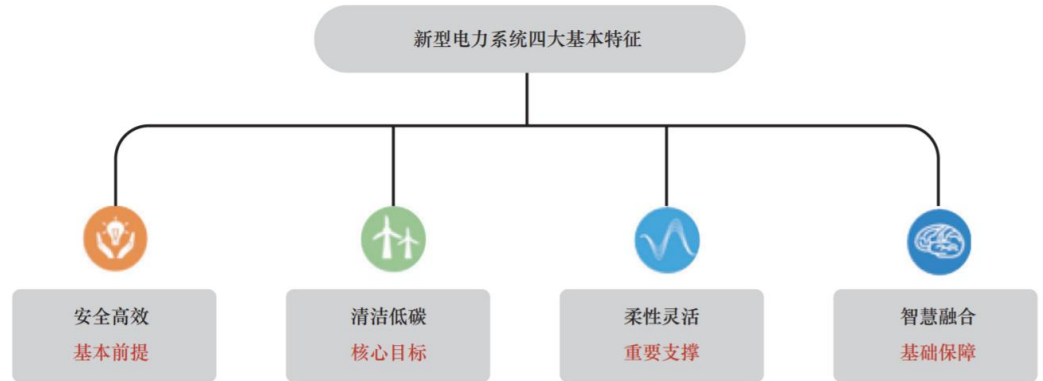 新型电力系统四大基本特征
安全高效
基本前提
清洁低碳
核心目标
柔性灵活
重要支撑
智慧融合
基础保障